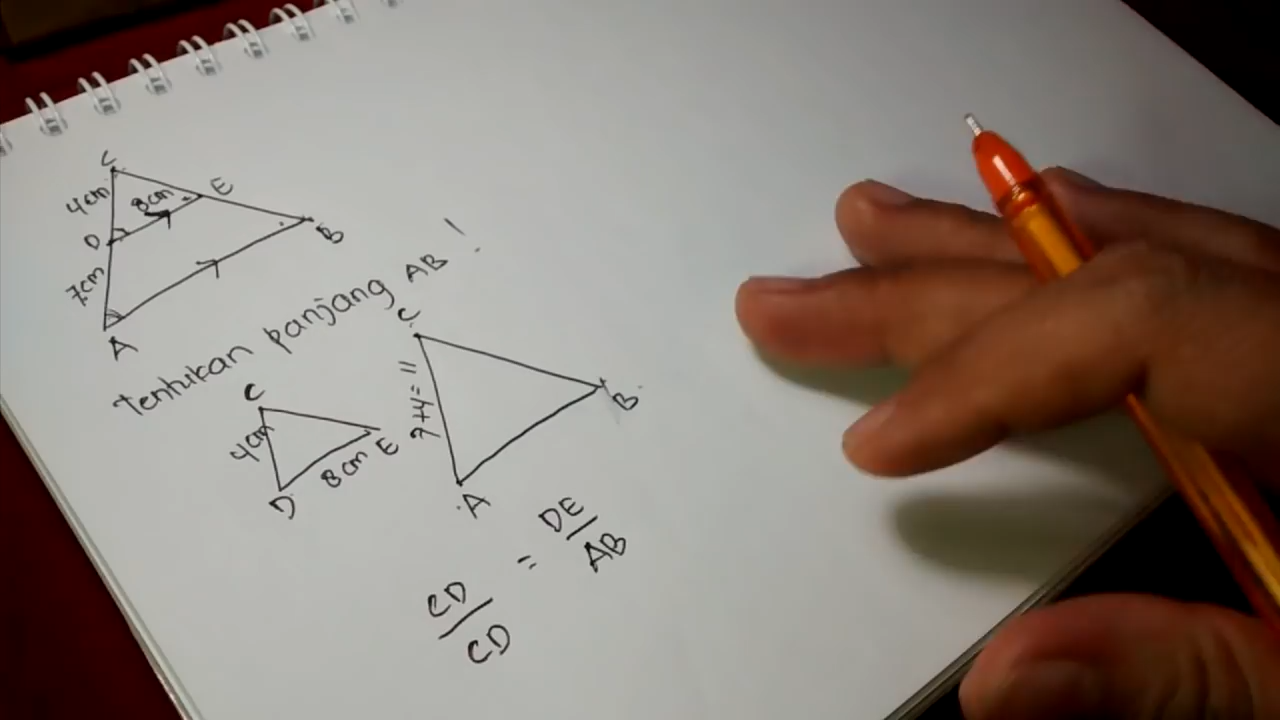 C
4cm
8cm
E
D
7cm
B
A
Tentukan panjang AB !
C
4cm
D
8cm
E
C
7+4=11
B
A
CD/CD = DE/AB